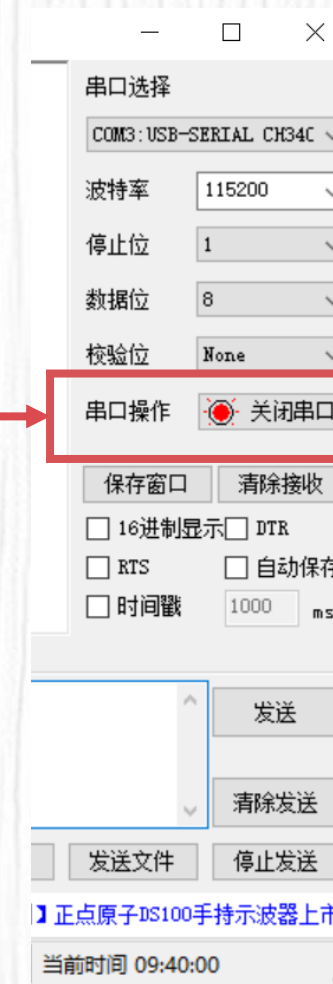 串口选择
COM3:USB-SERIAL CH34C
波特率 115200
停止位 1
数据位 8
校验位 None
串口操作 关闭串口
保存窗口 清除接收
16进制显示 DTR
RTS 自动保存
时间戳 1000 ms
发送
清除发送
发送文件 停止发送
】正点原子DS100手持示波器上市
当前时间 09:40:00